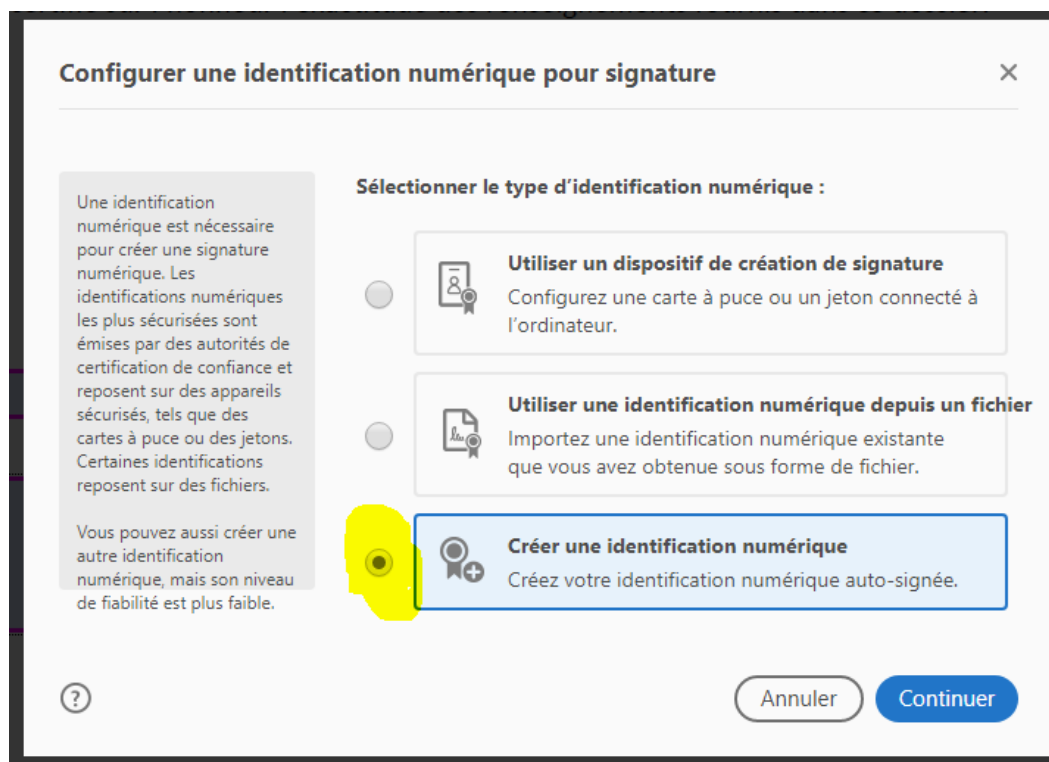 Configurer une identification numérique pour signature
Une identification
numérique est nécessaire
pour créer une signature
numérique. Les
identifications numériques
les plus sécurisées sont
émises par des autorités de
certification de confiance et
reposent sur des appareils
sécurisés, tels que des
cartes à puce ou des jetons.
Certaines identifications
reposent sur des fichiers.
Vous pouvez aussi créer une
autre identification
numérique, mais son niveau
de fiabilité est plus faible.
Sélectionner le type d’identification numérique :
Utiliser un dispositif de création de signature
Configurez une carte à puce ou un jeton connecté à
l’ordinateur.
Utiliser une identification numérique depuis un fichier
Importez une identification numérique existante
que vous avez obtenue sous forme de fichier.
Créer une identification numérique
Créez votre identification numérique auto-signée.
?
Annuler
Continuer